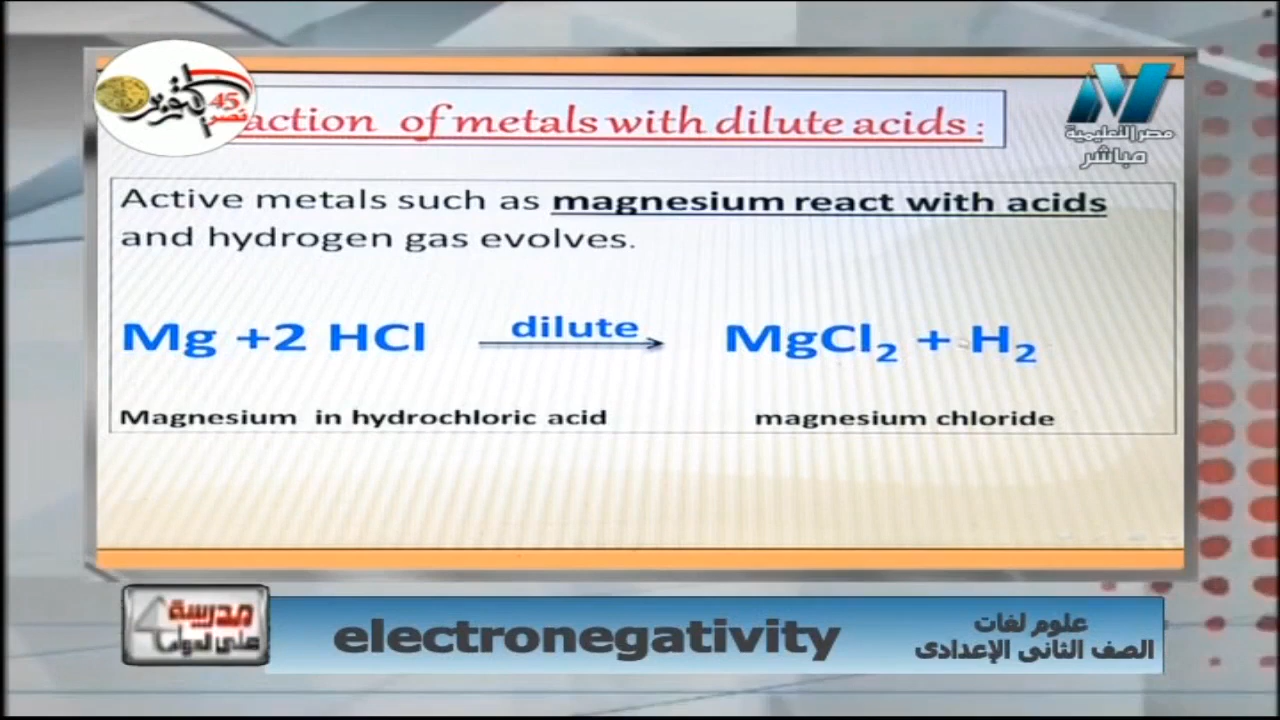 45
نصر
أكتوبر
action of metals with dilute acids :
مصر التعليمية
مباشر
Active metals such as magnesium react with acids
and hydrogen gas evolves.
Mg +2 HCl dilute MgCl₂ + H₂
Magnesium in hydrochloric acid magnesium chloride
مدرسة
على الهواء
electronegativity
علوم لغات
الصف الثانى الإعدادى